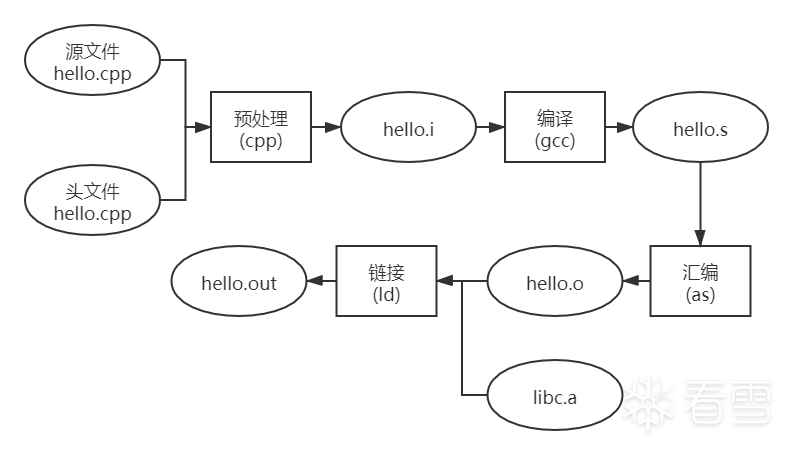 源文件
hello.cpp
预处理
(cpp)
hello.i
编译
(gcc)
hello.s
头文件
hello.cpp
hello.out
链接
(ld)
hello.o
汇编
(as)
libc.a
看雪